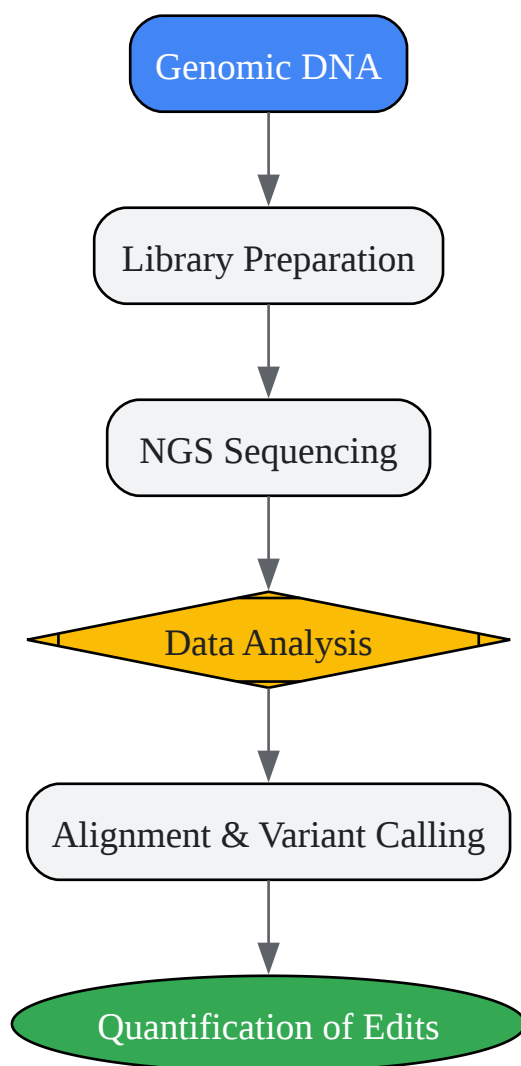 Genomic DNA
Library Preparation
NGS Sequencing
Data Analysis
Alignment & Variant Calling
Quantification of Edits